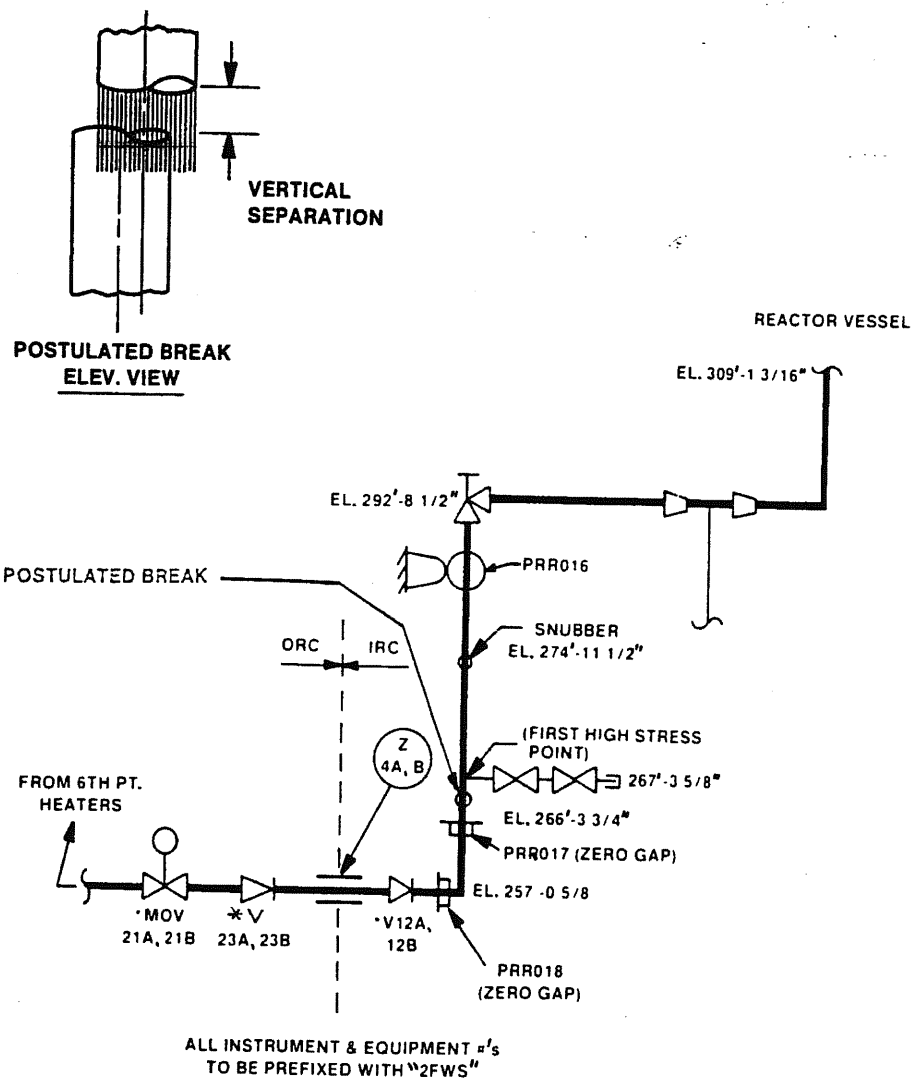 VERTICAL
SEPARATION
POSTULATED BREAK
ELEV. VIEW
REACTOR VESSEL
EL. 309'-1 3/16"
EL. 292'-8 1/2"
PRR016
POSTULATED BREAK
SNUBBER
EL. 274'-11 1/2"
ORC
IRC
(FIRST HIGH STRESS
POINT)
Z
4A, B
267'-3 5/8"
FROM 6TH PT.
HEATERS
EL. 266'-3 3/4"
PRR017 (ZERO GAP)
EL. 257 -0 5/8
*MOV
21A, 21B
*V
23A, 23B
*V12A,
12B
PRR018
(ZERO GAP)
ALL INSTRUMENT & EQUIPMENT #'s
TO BE PREFIXED WITH "2FWS"